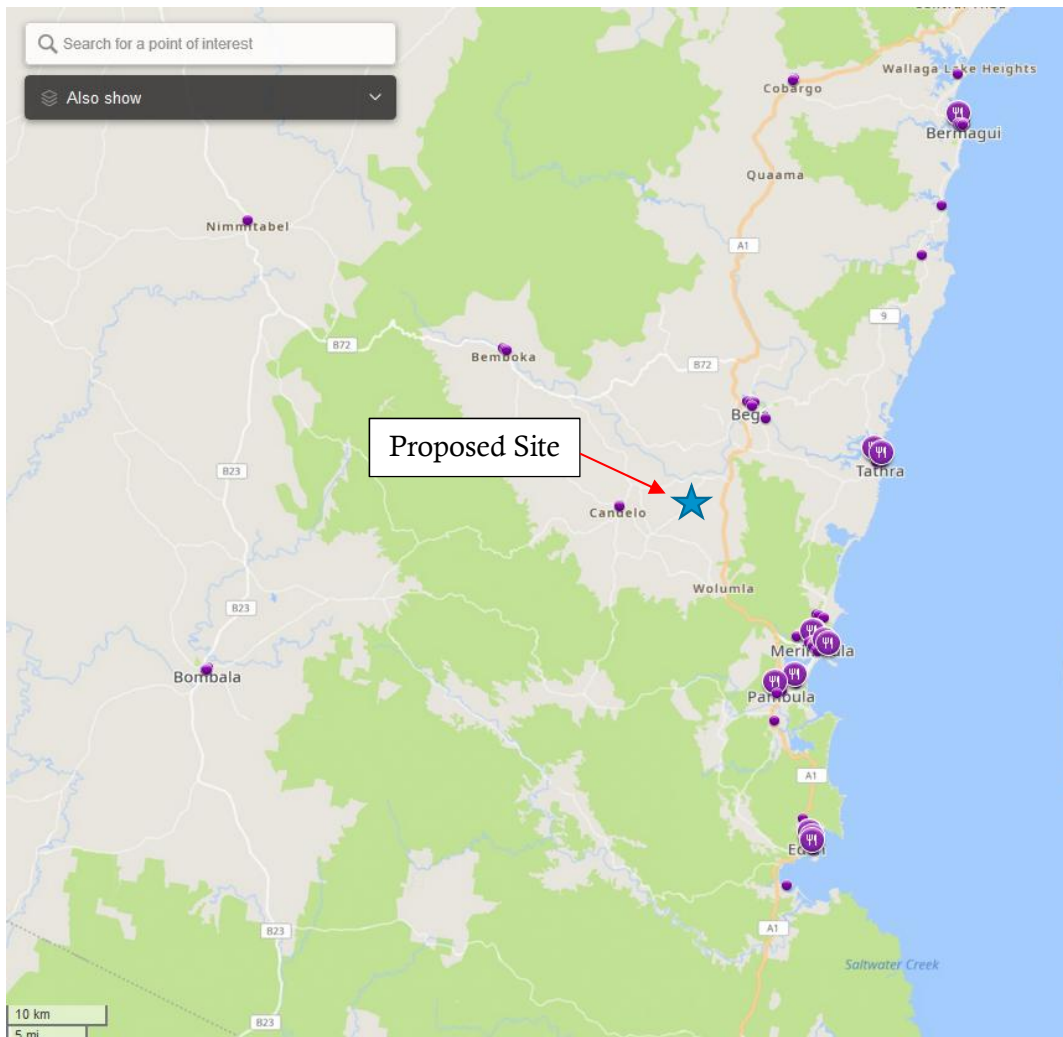 Search for a point of interest
Also show
Wallaga Lake Heights
Cobargo
Bermagui
Quaama
Nimmitabel
A1
9
B72
Bemboka
B72
Bega
Proposed Site
Tathra
B23
Candelo
Wolumla
B23
Merimbula
Bombala
Pambula
A1
Eden
B23
A1
Saltwater Creek
10 km
B23
5 mi